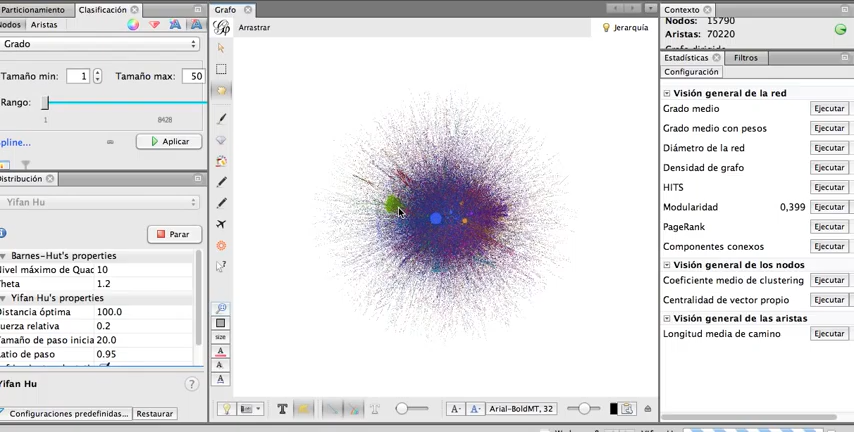 Particionamiento
Clasificación
Nodos
Aristas
Grado
Tamaño min: 1
Tamaño max: 50
Rango:
1
8428
Spline...
Aplicar
Distribución
Yifan Hu
Parar
Barnes-Hut's properties
Nivel máximo de Quac 10
Theta 1.2
Yifan Hu's properties
Distancia óptima 100.0
Fuerza relativa 0.2
Tamaño de paso inicia 20.0
Ratio de paso 0.95
Yifan Hu
Configuraciones predefinidas...
Restaurar
Grafo
Arrastrar
Jerarquía
SIZE
A
A
A
T
A-
A-
Arial-BoldMT, 32
Contexto
Nodos: 15790
Aristas: 70220
Estadísticas
Filtros
Configuración
Visión general de la red
Grado medio Ejecutar
Grado medio con pesos Ejecutar
Diámetro de la red Ejecutar
Densidad de grafo Ejecutar
HITS Ejecutar
Modularidad 0,399 Ejecutar
PageRank Ejecutar
Componentes conexos Ejecutar
Visión general de los nodos
Coeficiente medio de clustering Ejecutar
Centralidad de vector propio Ejecutar
Visión general de las aristas
Longitud media de camino Ejecutar